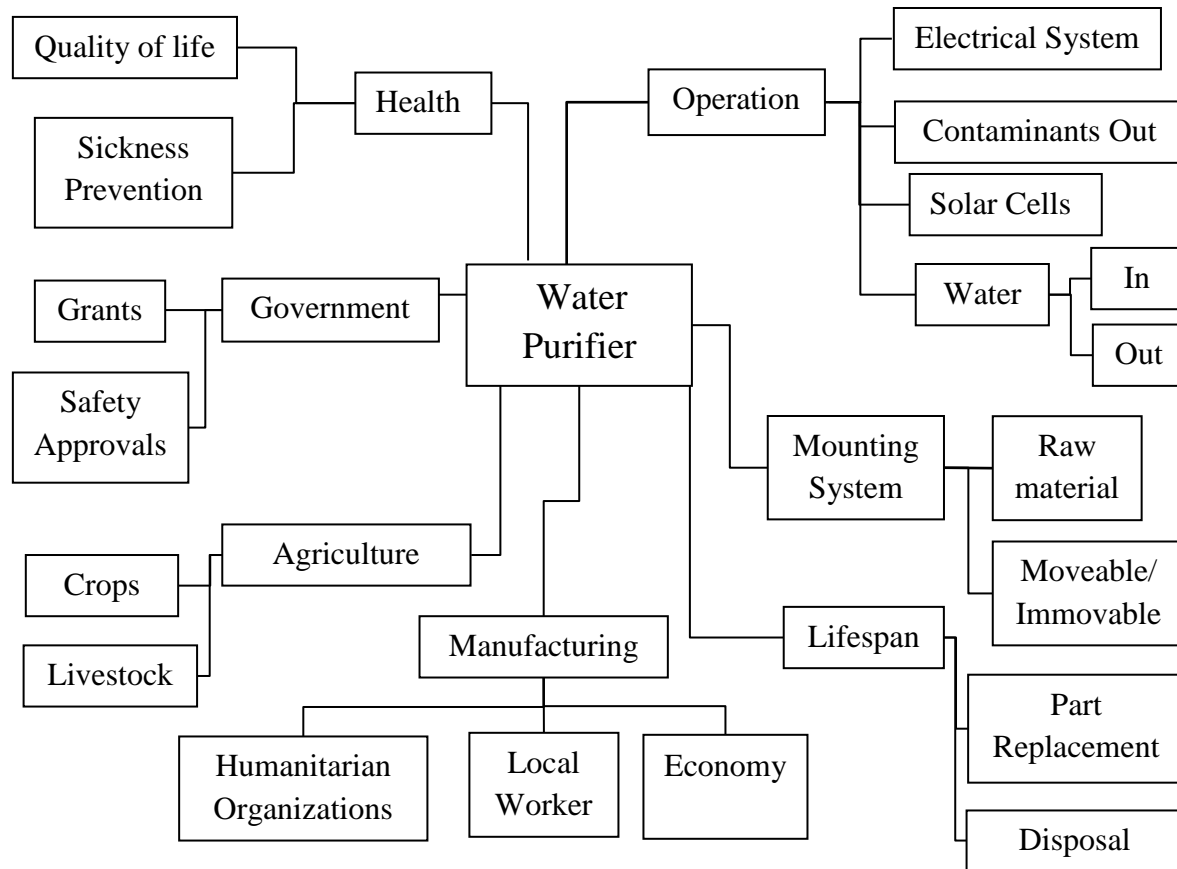 Quality of life
Health
Sickness
Prevention
Operation
Electrical System
Contaminants Out
Solar Cells
Water
In
Out
Water
Purifier
Government
Grants
Safety
Approvals
Mounting
System
Raw
material
Moveable/
Immovable
Agriculture
Crops
Livestock
Manufacturing
Humanitarian
Organizations
Local
Worker
Economy
Lifespan
Part
Replacement
Disposal